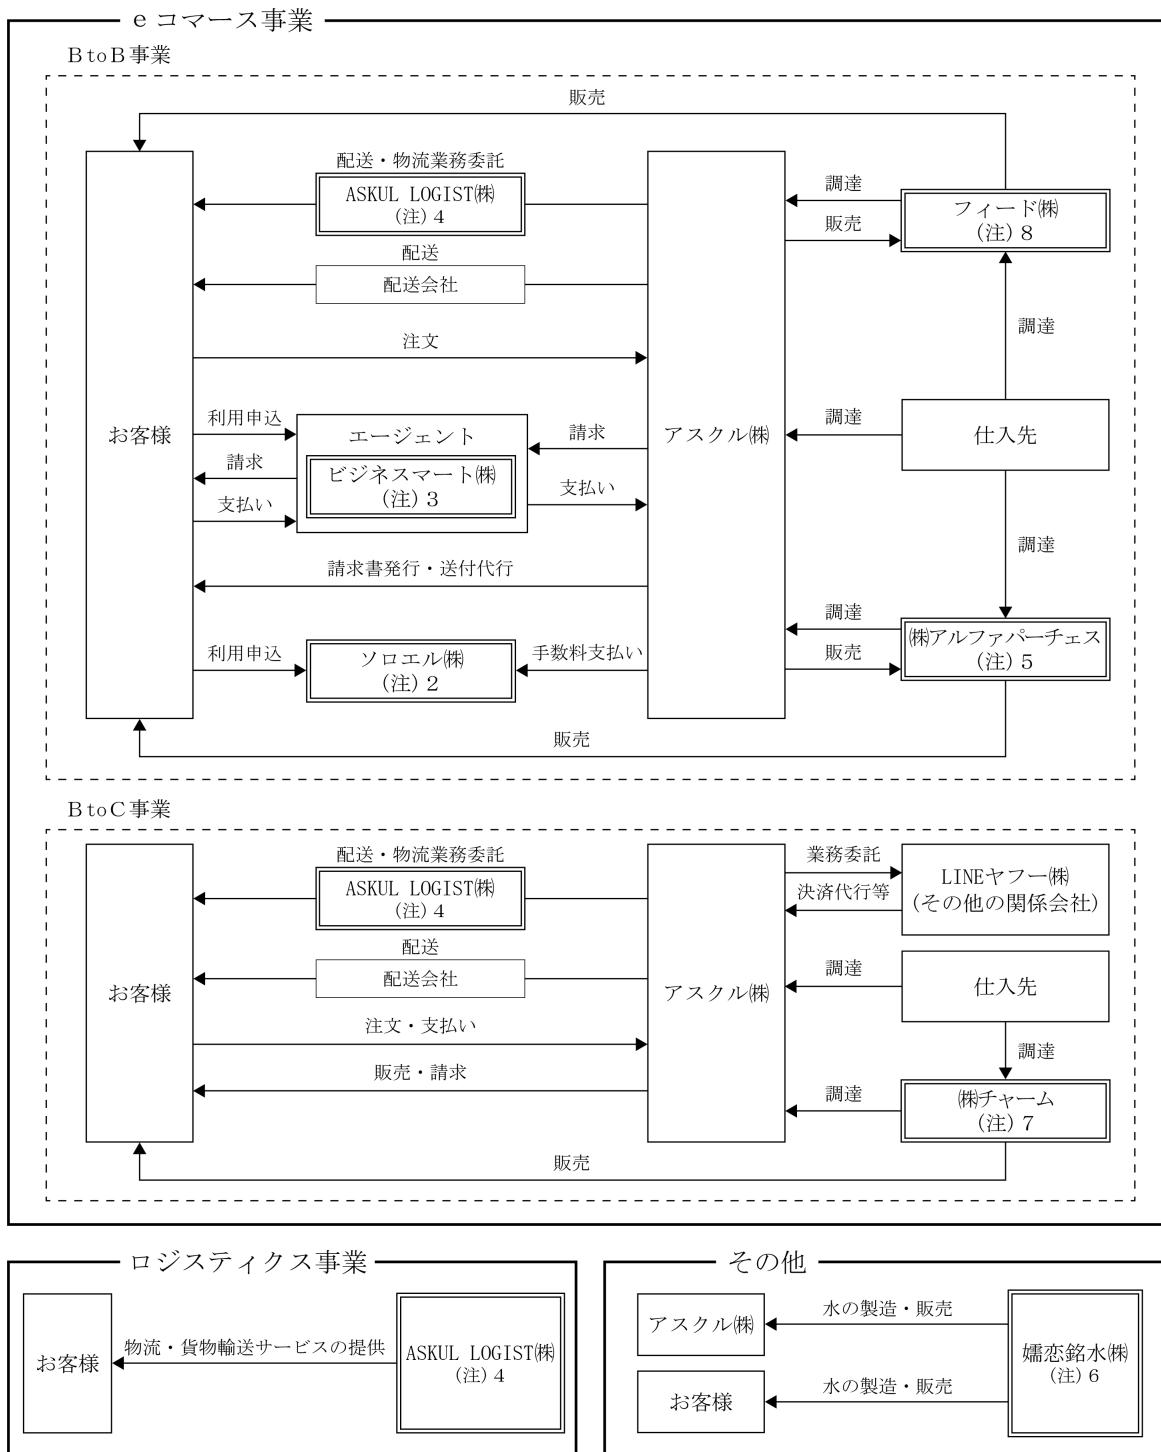 eコマース事業
BtoB事業
販売
配送・物流業務委託
ASKUL LOGIST㈱
(注)4
調達
フィード㈱
(注)8
販売
配送
配送会社
調達
注文
お客様
利用申込
エージェント
請求
アスクル㈱
調達
仕入先
請求
ビジネスマート㈱
(注)3
支払い
支払い
調達
請求書発行・送付代行
調達
㈱アルファパーチェス
(注)5
利用申込
ソロエル㈱
(注)2
手数料支払い
販売
販売
BtoC事業
配送・物流業務委託
ASKUL LOGIST㈱
(注)4
業務委託
LINEヤフー㈱
(その他の関係会社)
決済代行等
配送
配送会社
調達
仕入先
お客様
アスクル㈱
注文・支払い
調達
販売・請求
調達
㈱チャーム
(注)7
販売
ロジスティクス事業
お客様
物流・貨物輸送サービスの提供
ASKUL LOGIST㈱
(注)4
その他
アスクル㈱
水の製造・販売
嬬恋銘水㈱
(注)6
お客様
水の製造・販売